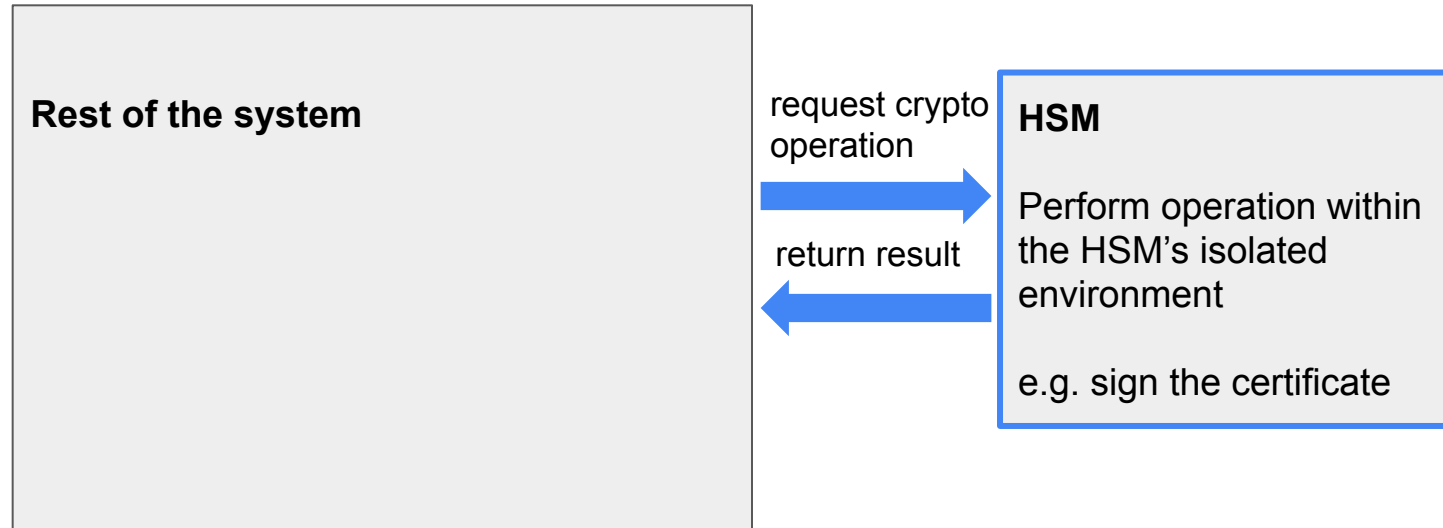 Rest of the system
request crypto
operation
return result
HSM
Perform operation within
the HSM’s isolated
environment
e.g. sign the certificate